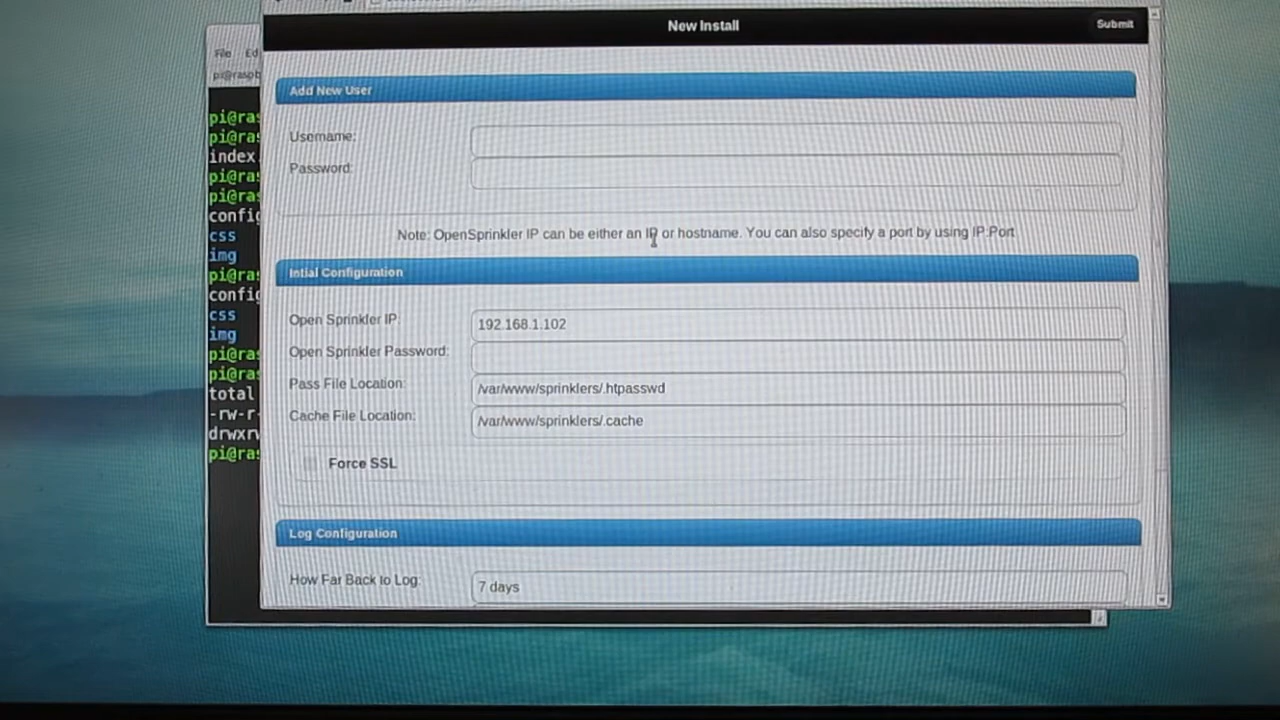 New Install
Submit
File Ed
pi@raspb
Add New User
Username:
Password:
Note: OpenSprinkler IP can be either an IP or hostname. You can also specify a port by using IP:Port
Intial Configuration
Open Sprinkler IP: 192.168.1.102
Open Sprinkler Password:
Pass File Location: /var/www/sprinklers/.htpasswd
Cache File Location: /var/www/sprinklers/.cache
Force SSL
Log Configuration
How Far Back to Log: 7 days
pi@ras
pi@ras
index
pi@ras
pi@ras
config
css
img
pi@ras
config
css
img
pi@ras
pi@ras
total
-rw-r-
drwxrw
pi@ras